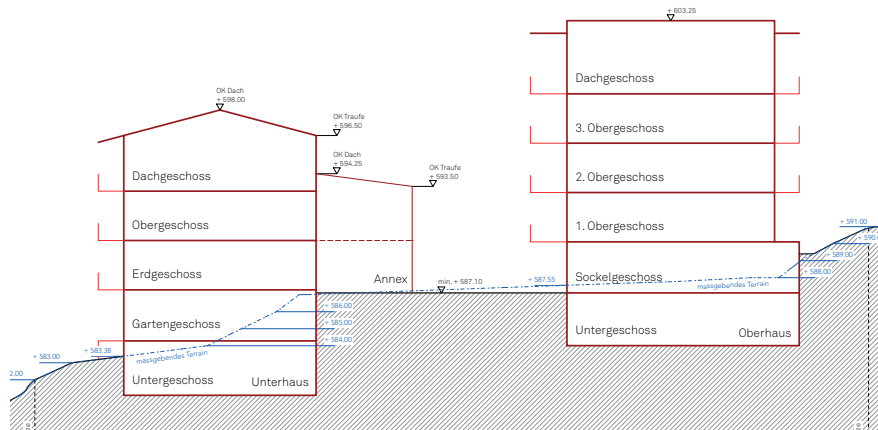 + 603.25
Dachgeschoss
OK Dach
+ 598.00
OK Traufe
+ 596.50
3. Obergeschoss
OK Dach
+ 594.25
OK Traufe
+ 593.50
Dachgeschoss
2. Obergeschoss
Obergeschoss
1. Obergeschoss
+ 591.00
+ 590.
+ 589.00
+ 588.00
Erdgeschoss
Annex
min. + 587.10
+ 587.55
Sockelgeschoss
massgebendes Terrain
+ 586.00
Gartengeschoss
+ 585.00
+ 584.00
Untergeschoss
Oberhaus
+ 583.00
+ 583.38
massgebendes Terrain
2.00
Untergeschoss
Unterhaus